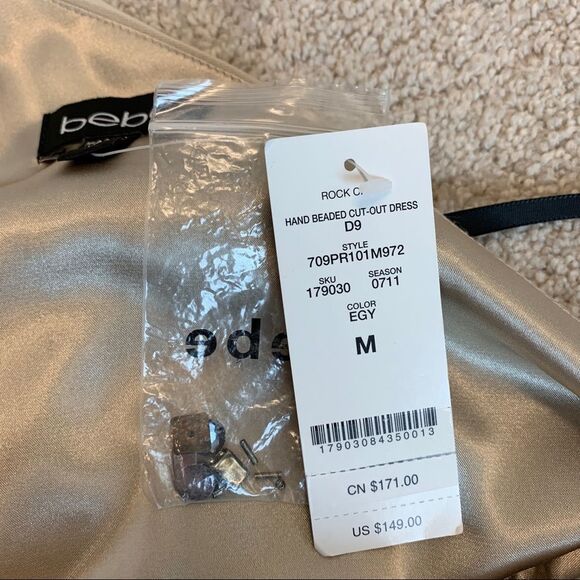 bebe
ROCK
HAND BEADED CUT-OUT DRESS
D9
STYLE
709PR101M972
SKU SEASON
179030 0711
COLOR
EGY
M
17903084350013
CN $171.00
US $149.00